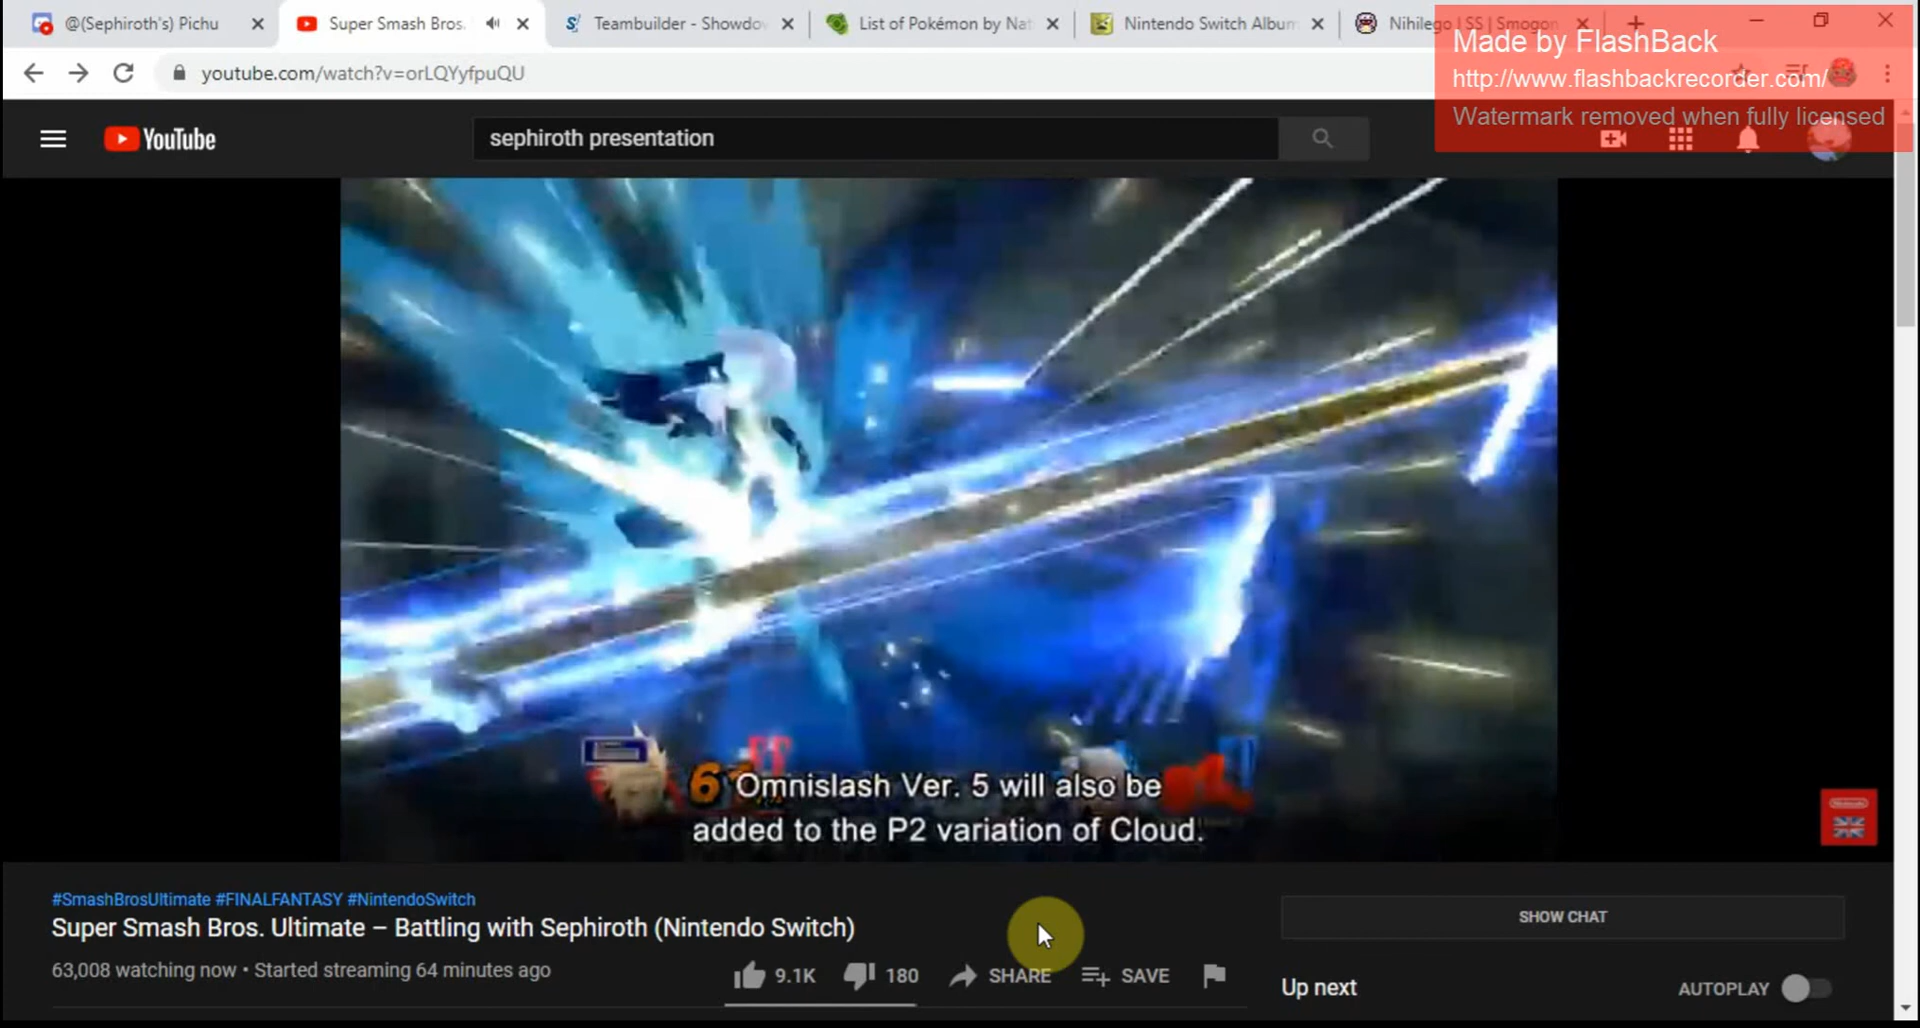 @(Sephiroth's) Pichu
Super Smash Bros.
Teambuilder - Showdo
List of Pokémon by Nat
Nintendo Switch Album
Nihilego | SS | Smogon
Made by FlashBack
http://www.flashbackrecorder.com/
Watermark removed when fully licensed
youtube.com/watch?v=orLQYyfpuQU
YouTube
sephiroth presentation
Omnislash Ver. 5 will also be
added to the P2 variation of Cloud.
#SmashBrosUltimate #FINALFANTASY #NintendoSwitch
Super Smash Bros. Ultimate – Battling with Sephiroth (Nintendo Switch)
63,008 watching now • Started streaming 64 minutes ago
9.1K
180
SHARE
SAVE
SHOW CHAT
Up next
AUTOPLAY